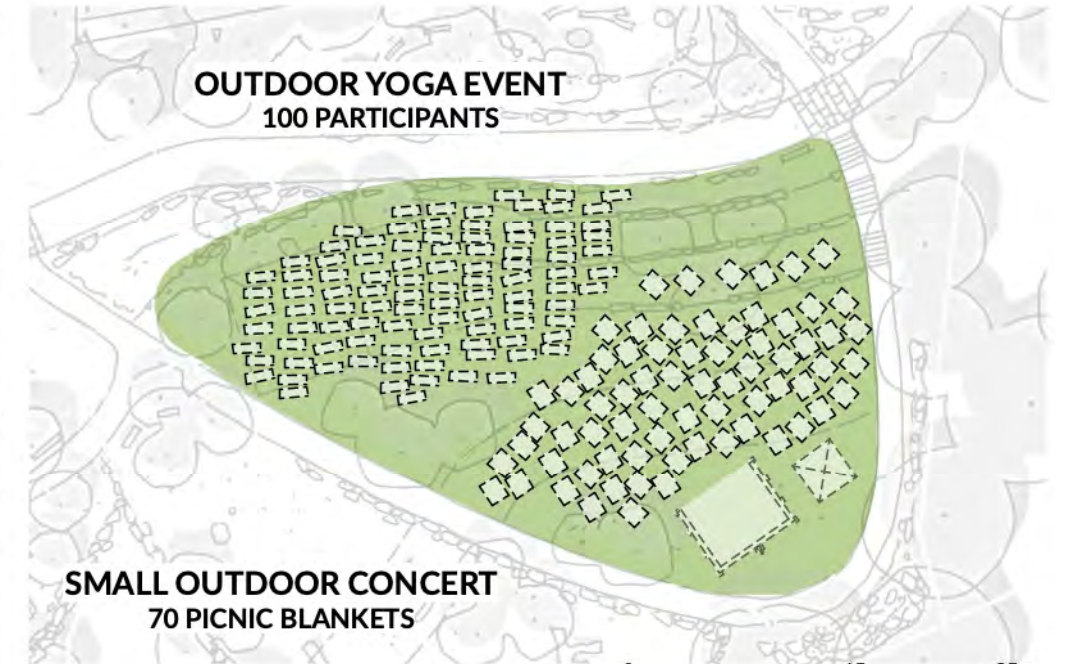 OUTDOOR YOGA EVENT
100 PARTICIPANTS
SMALL OUTDOOR CONCERT
70 PICNIC BLANKETS